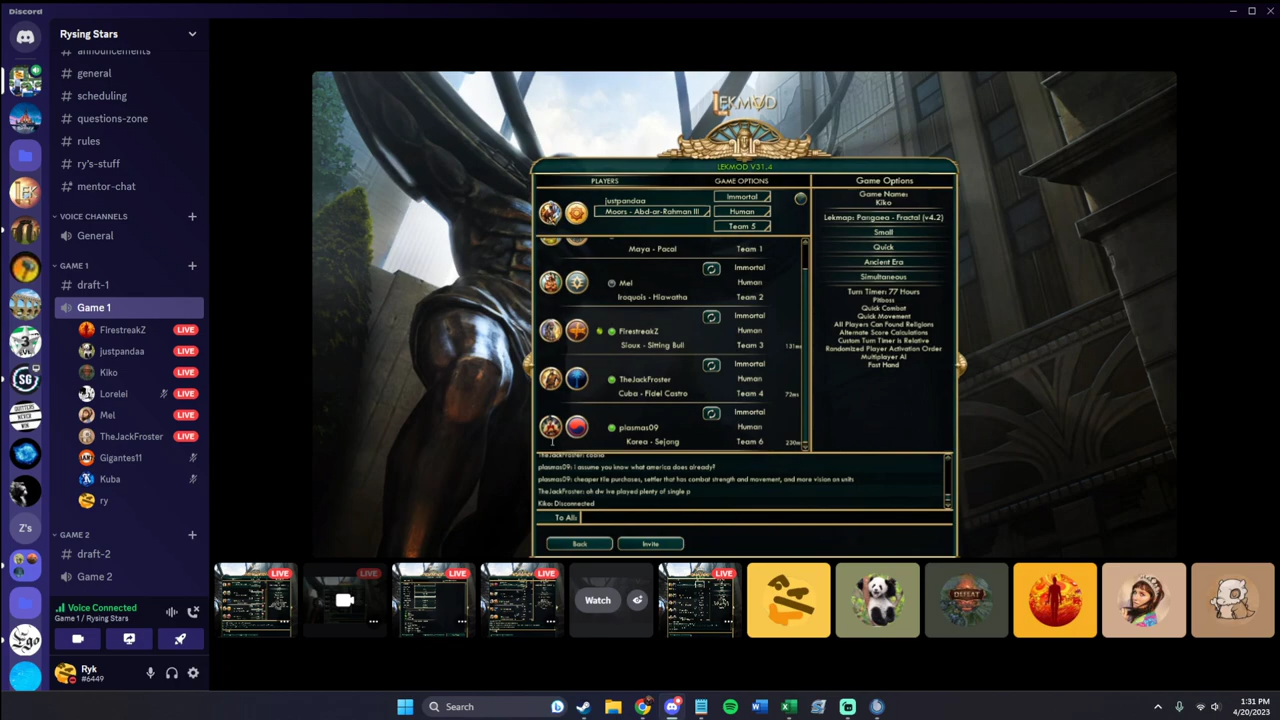 Discord
Rysing Stars
announcements
# general
# scheduling
# questions-zone
# rules
# ry's-stuff
# mentor-chat
VOICE CHANNELS
General
GAME 1
# draft-1
Game 1
FirestreakZ LIVE
justpandaa LIVE
Kiko LIVE
Lorelei LIVE
Mel LIVE
TheJackFroster LIVE
Gigantes11
Kuba
ry
GAME 2
# draft-2
Game 2
Voice Connected
Game 1 / Rysing Stars
Ryk
#6449
LEKMOD
LEKMOD V31.4
PLAYERS
GAME OPTIONS
justpandaa
Moors - Abd-ar-Rahman III
Immortal
Human
Team 5
Maya - Pacal
Team 1
Mel
Iroquois - Hiawatha
Immortal
Human
Team 2
FirestreakZ
Sioux - Sitting Bull
Immortal
Human
Team 3
131ms
TheJackFroster
Cuba - Fidel Castro
Immortal
Human
Team 4
72ms
plasmas09
Korea - Sejong
Immortal
Human
Team 6
230ms
Game Options
Game Name:
Kiko
Lekmap: Pangaea - Fractal (v4.2)
Small
Quick
Ancient Era
Simultaneous
Turn Timer: 77 Hours
Pitboss
Quick Combat
Quick Movement
All Players Can Found Religions
Alternate Score Calculations
Custom Turn Timer is Relative
Randomized Player Activation Order
Multiplayer AI
Fast Hand
plasmas09: i assume you know what america does already?
plasmas09: cheaper tile purchases, settler that has combat strength and movement, and more vision on units
TheJackFroster: oh dw ive played plenty of single p
Kiko: Disconnected
To All:
Back
Invite
LIVE
LIVE
LIVE
LIVE
Watch
LIVE
DEFEAT
Search
1:31 PM
4/20/2023